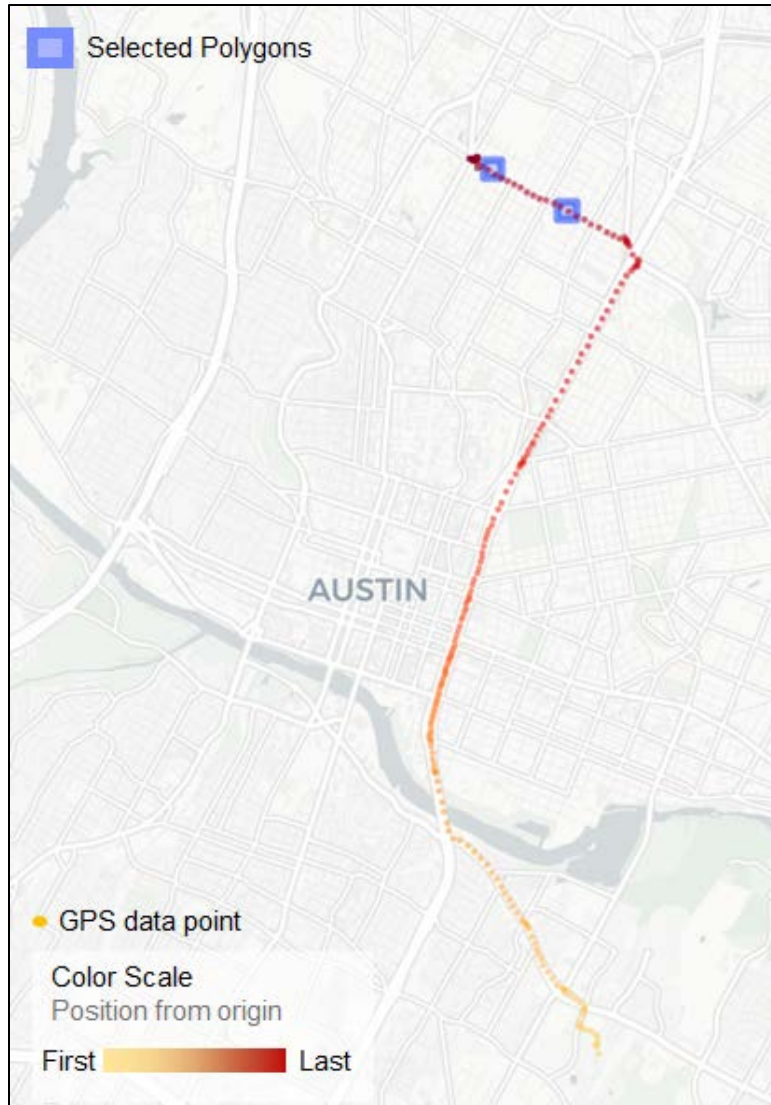 Selected Polygons
AUSTIN
GPS data point
Color Scale
Position from origin
First Last